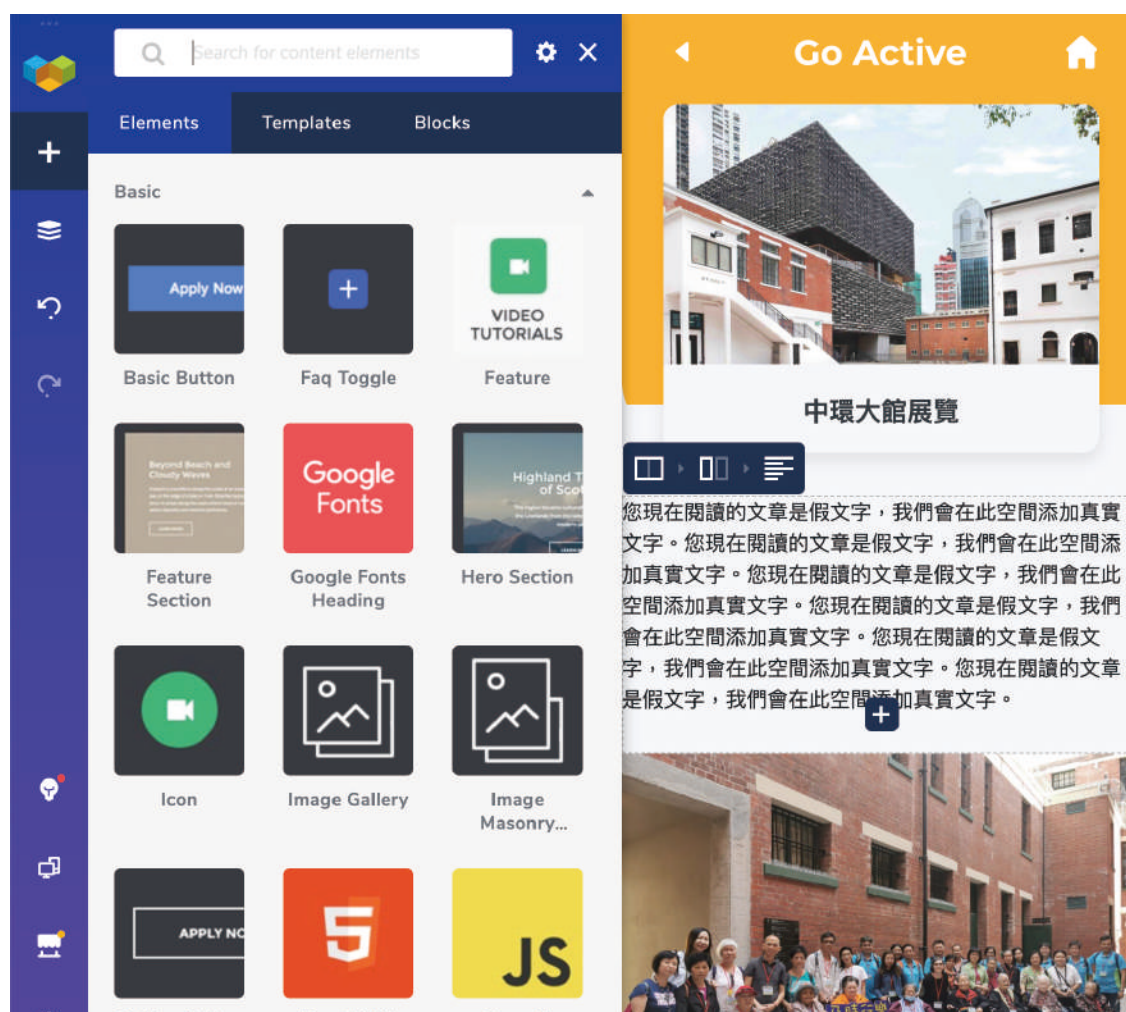 Search for content elements
Elements
Templates
Blocks
Basic
Apply Now
Basic Button
Faq Toggle
VIDEO
TUTORIALS
Feature
Beyond Beach and
Cloudy Waves
Feature
Section
Google
Fonts
Google Fonts
Heading
Highland T
of Sco
Hero Section
Icon
Image Gallery
Image
Masonry...
APPLY NO
5
JS
Go Active
中環大館展覽
您現在閱讀的文章是假文字，我們會在此空間添加真實
文字。您現在閱讀的文章是假文字，我們會在此空間添
加真實文字。您現在閱讀的文章是假文字，我們會在此
空間添加真實文字。您現在閱讀的文章是假文字，我們
會在此空間添加真實文字。您現在閱讀的文章是假文
字，我們會在此空間添加真實文字。您現在閱讀的文章
是假文字，我們會在此空間添加真實文字。